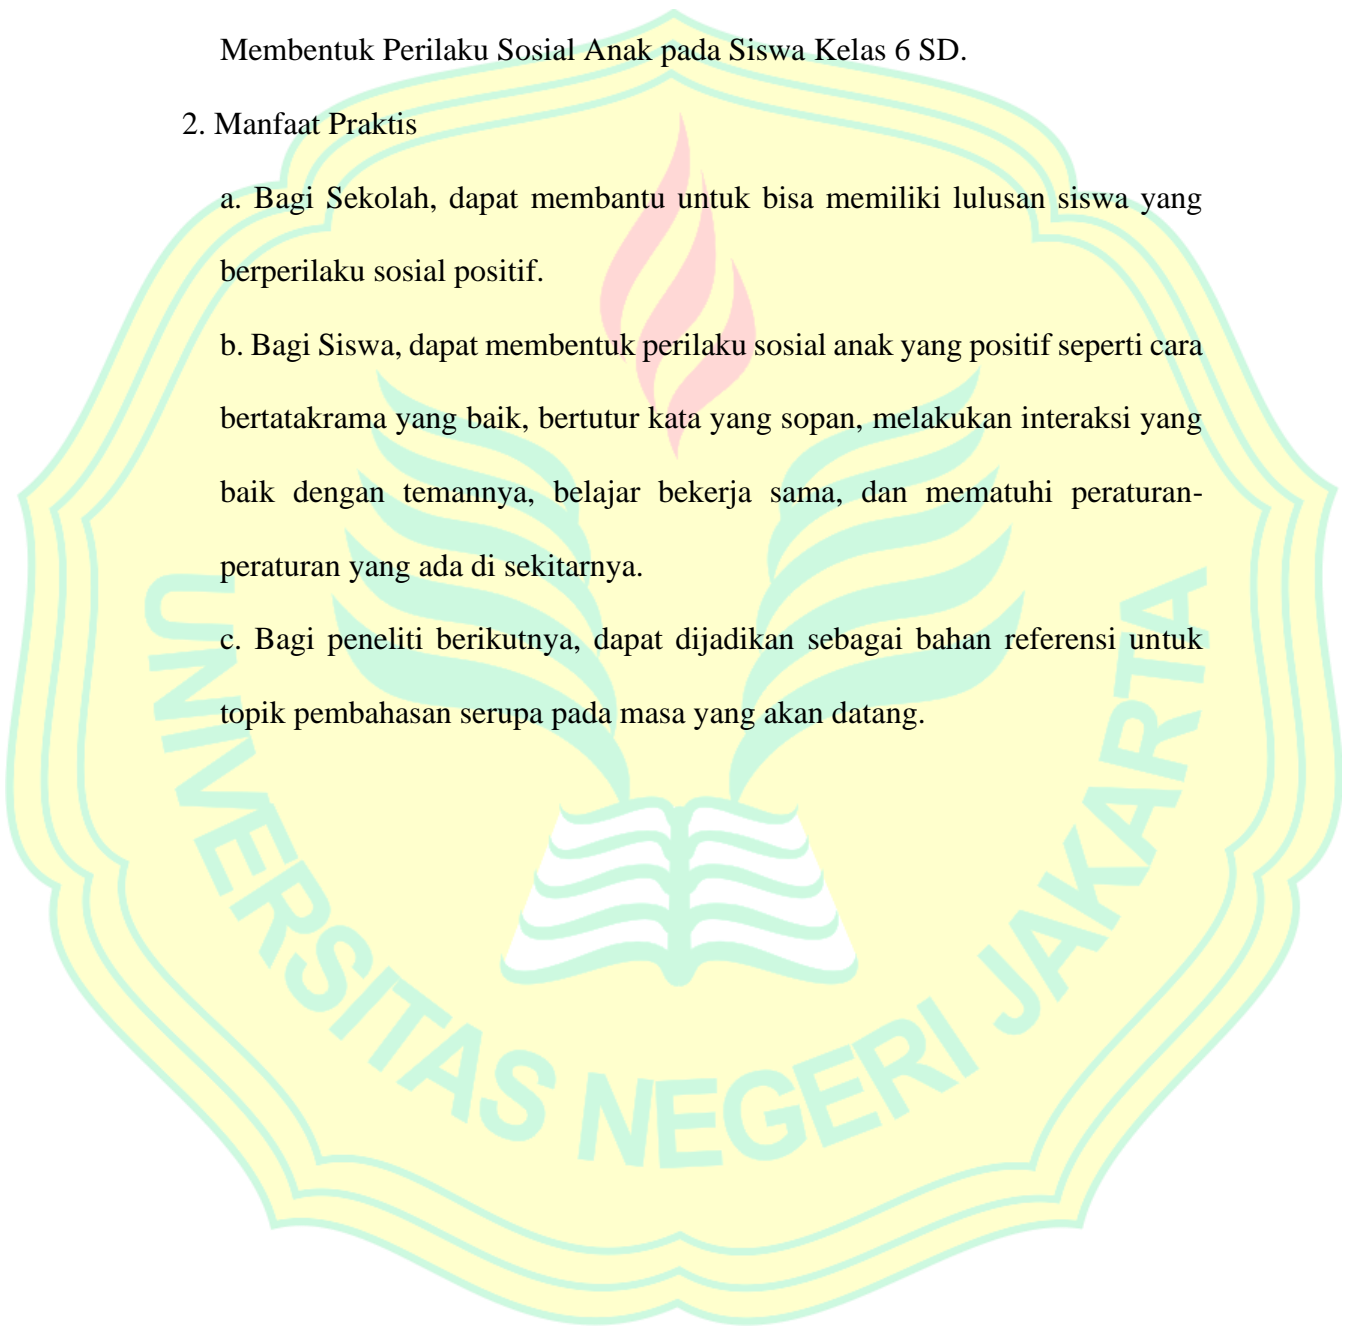 Membentuk Perilaku Sosial Anak pada Siswa Kelas 6 SD.
2. Manfaat Praktis
a. Bagi Sekolah, dapat membantu untuk bisa memiliki lulusan siswa yang
berperilaku sosial positif.
b. Bagi Siswa, dapat membentuk perilaku sosial anak yang positif seperti cara
bertatakrama yang baik, bertutur kata yang sopan, melakukan interaksi yang
baik dengan temannya, belajar bekerja sama, dan mematuhi peraturan-
peraturan yang ada di sekitarnya.
c. Bagi peneliti berikutnya, dapat dijadikan sebagai bahan referensi untuk
topik pembahasan serupa pada masa yang akan datang.
UNIVERSITAS NEGERI JAKARTA